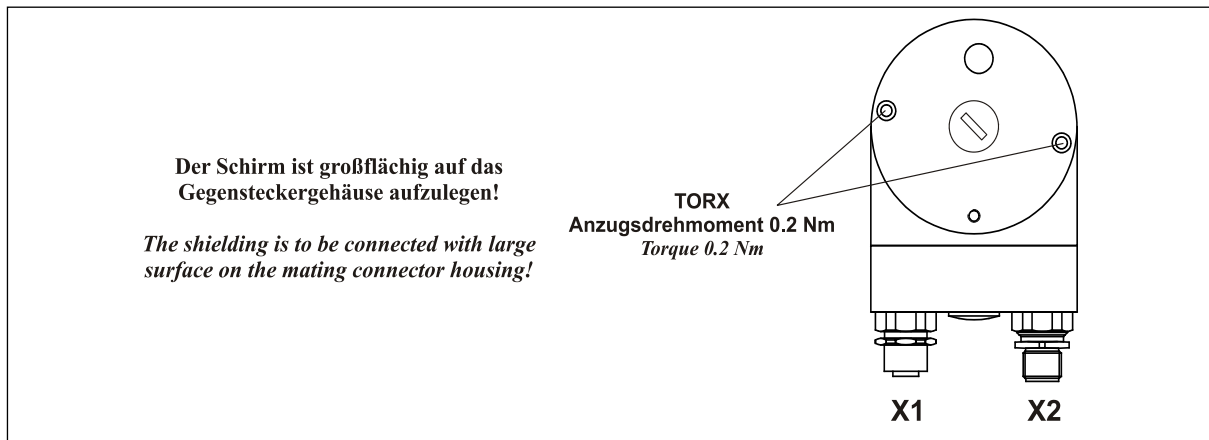 Der Schirm ist großflächig auf das
Gegensteckergehäuse aufzulegen!
The shielding is to be connected with large
surface on the mating connector housing!
TORX
Anzugsdrehmoment 0.2 Nm
Torque 0.2 Nm
X1
X2